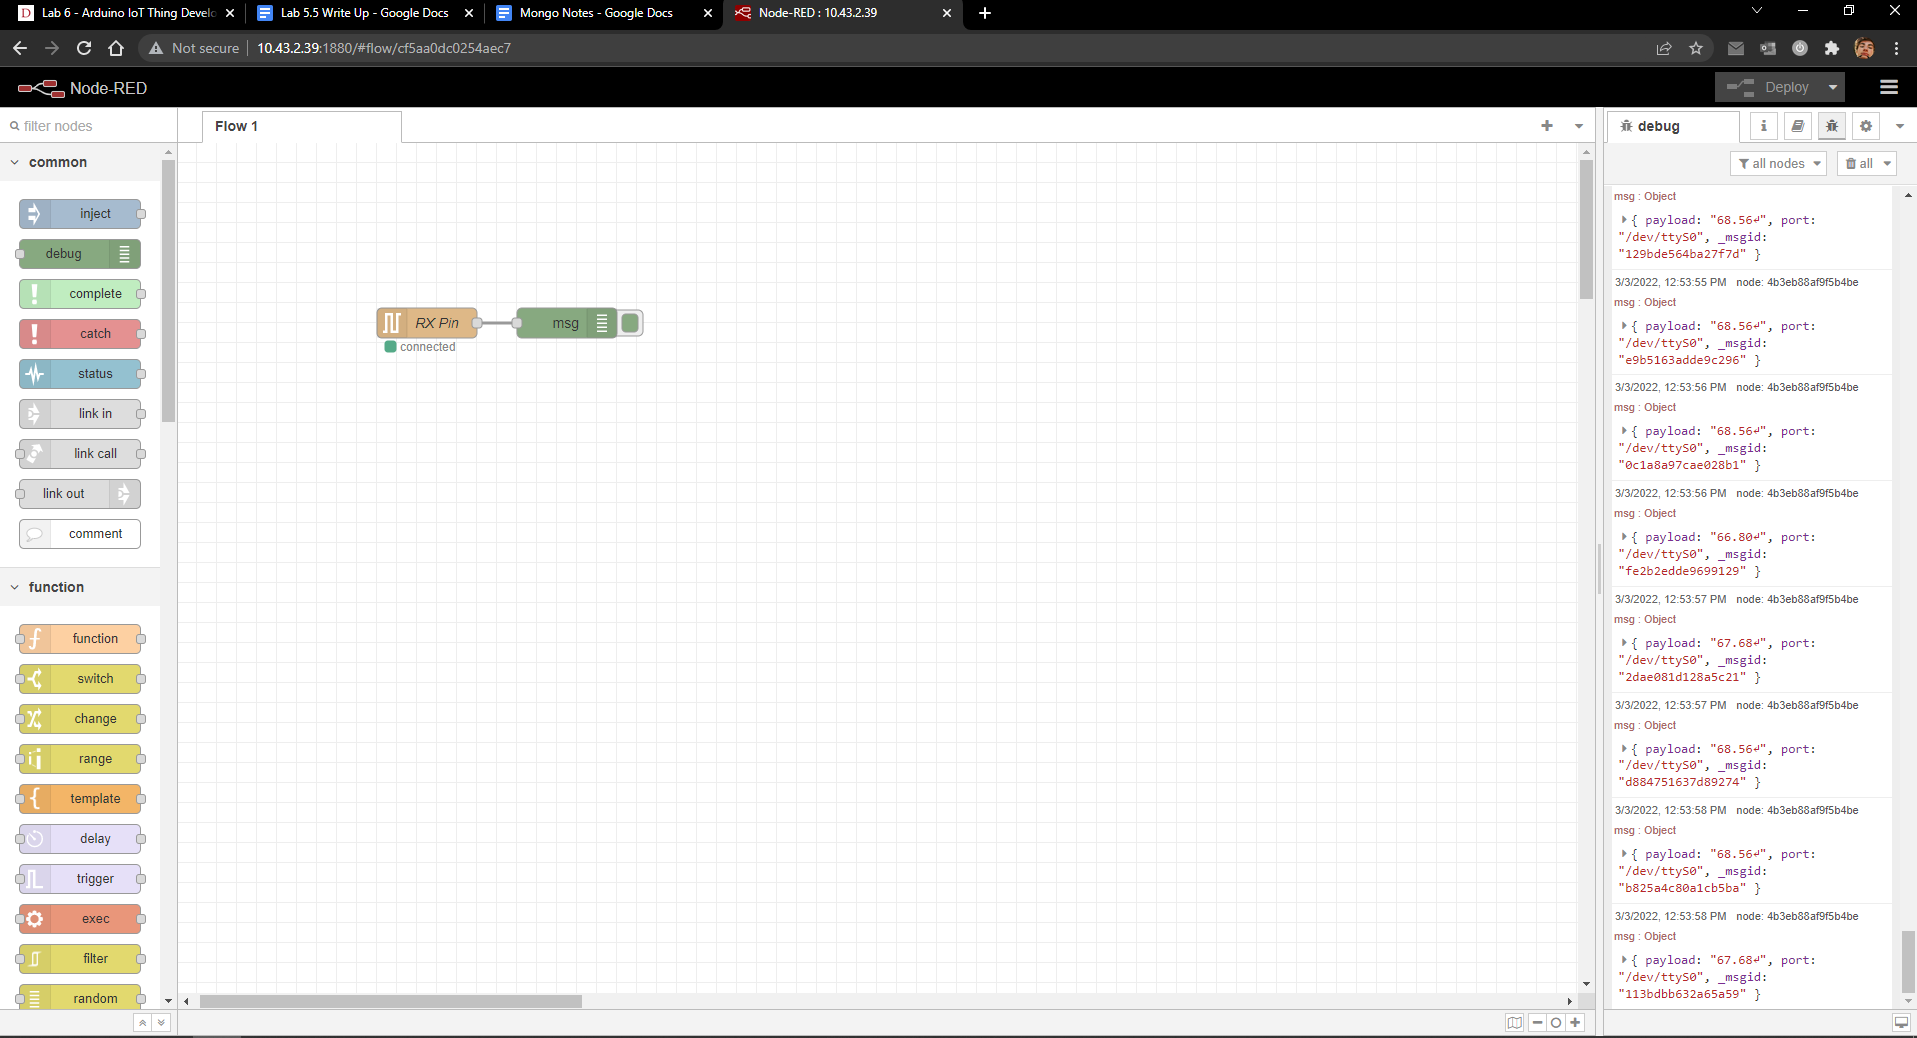 Lab 6 - Arduino IoT Thing Develo
Lab 5.5 Write Up - Google Docs
Mongo Notes - Google Docs
Node-RED : 10.43.2.39
Not secure
10.43.2.39:1880/#flow/cf5aa0dc0254aec7
Node-RED
Deploy
filter nodes
common
inject
debug
complete
catch
status
link in
link call
link out
comment
function
function
switch
change
range
template
delay
trigger
exec
filter
random
Flow 1
RX Pin
connected
msg
debug
all nodes
all
msg : Object
{ payload: "68.56↵", port:
"/dev/ttyS0", _msgid:
"129bde564ba27f7d" }
3/3/2022, 12:53:55 PM node: 4b3eb88af9f5b4be
msg : Object
{ payload: "68.56↵", port:
"/dev/ttyS0", _msgid:
"e9b5163adde9c296" }
3/3/2022, 12:53:56 PM node: 4b3eb88af9f5b4be
msg : Object
{ payload: "68.56↵", port:
"/dev/ttyS0", _msgid:
"0c1a8a97cae028b1" }
3/3/2022, 12:53:56 PM node: 4b3eb88af9f5b4be
msg : Object
{ payload: "66.80↵", port:
"/dev/ttyS0", _msgid:
"fe2b2edde9699129" }
3/3/2022, 12:53:57 PM node: 4b3eb88af9f5b4be
msg : Object
{ payload: "67.68↵", port:
"/dev/ttyS0", _msgid:
"2dae081d128a5c21" }
3/3/2022, 12:53:57 PM node: 4b3eb88af9f5b4be
msg : Object
{ payload: "68.56↵", port:
"/dev/ttyS0", _msgid:
"d884751637d89274" }
3/3/2022, 12:53:58 PM node: 4b3eb88af9f5b4be
msg : Object
{ payload: "68.56↵", port:
"/dev/ttyS0", _msgid:
"b825a4c80a1cb5ba" }
3/3/2022, 12:53:58 PM node: 4b3eb88af9f5b4be
msg : Object
{ payload: "67.68↵", port:
"/dev/ttyS0", _msgid:
"113bdbb632a65a59" }